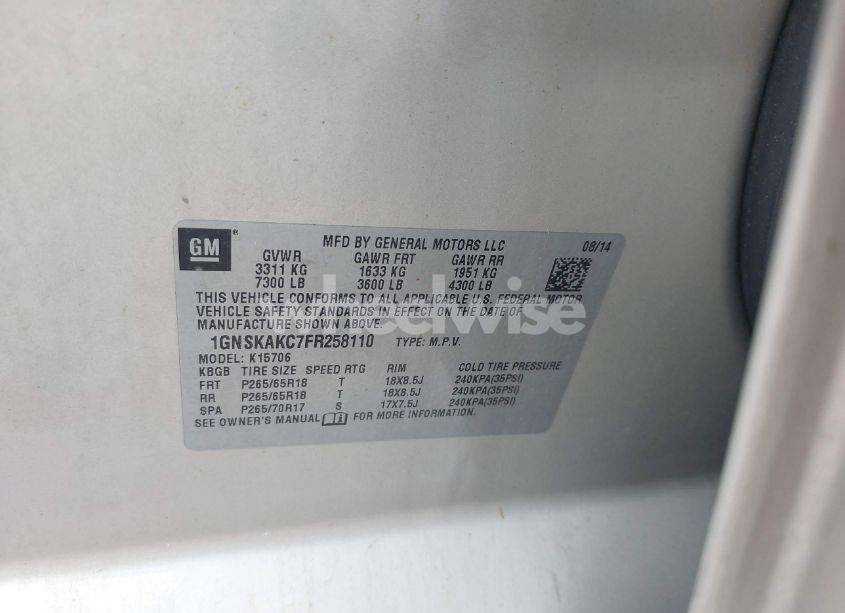 GM®
MFD BY GENERAL MOTORS LLC 08/14
GVWR GAWR FRT GAWR RR
3311 KG 1633 KG 1951 KG
7300 LB 3600 LB 4300 LB
THIS VEHICLE CONFORMS TO ALL APPLICABLE U.S. FEDERAL MOTOR
VEHICLE SAFETY STANDARDS IN EFFECT ON THE DATE OF
MANUFACTURE SHOWN ABOVE.
1GNSKAKC7FR258110 TYPE: M.P.V.
MODEL: K15706
KBGB TIRE SIZE SPEED RTG RIM COLD TIRE PRESSURE
FRT P265/65R18 T 18X8.5J 240KPA(35PSI)
RR P265/65R18 T 18X8.5J 240KPA(35PSI)
SPA P265/70R17 S 17X7.5J 240KPA(35PSI)
SEE OWNER'S MANUAL FOR MORE INFORMATION.
wheelwise